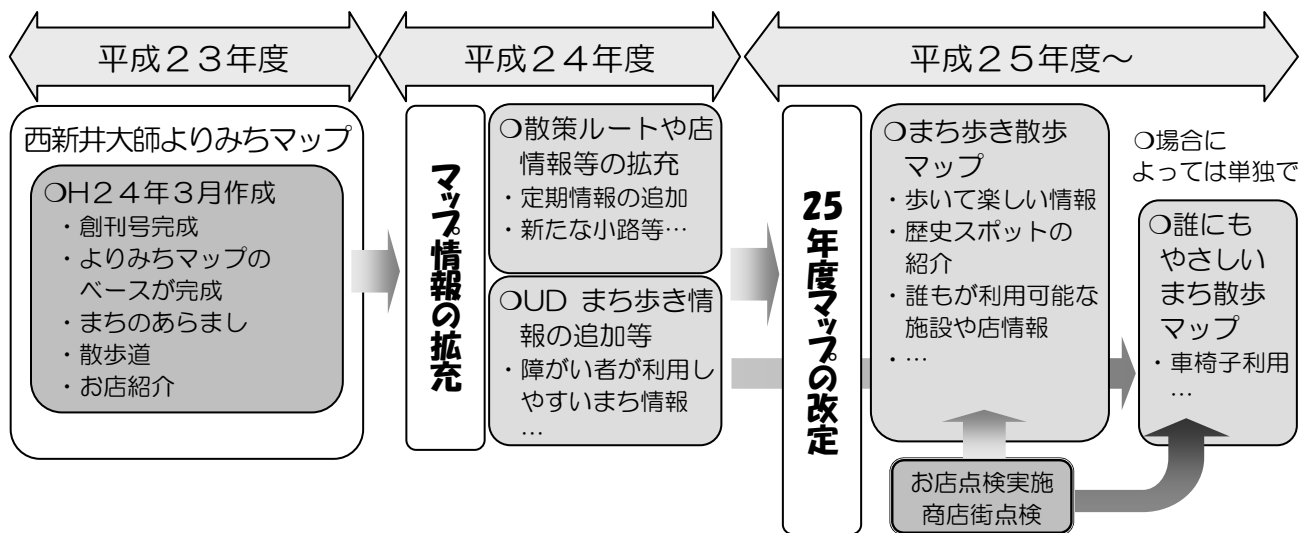 平成２３年度
平成２４年度
平成２５年度～
西新井大師よりみちマップ
○H２４年３月作成
・創刊号完成
・よりみちマップの
ベースが完成
・まちのあらまし
・散歩道
・お店紹介
マップ情報の拡充
○散策ルートや店
情報等の拡充
・定期情報の追加
・新たな小路等…
○UD まち歩き情
報の追加等
・障がい者が利用し
やすいまち情報
…
25年度マップの改定
○まち歩き散歩
マップ
・歩いて楽しい情報
・歴史スポットの
紹介
・誰もが利用可能な
施設や店情報
・…
お店点検実施
商店街点検
○場合に
よっては単独で
○誰にも
やさしい
まち散歩
マップ
・車椅子利用
…